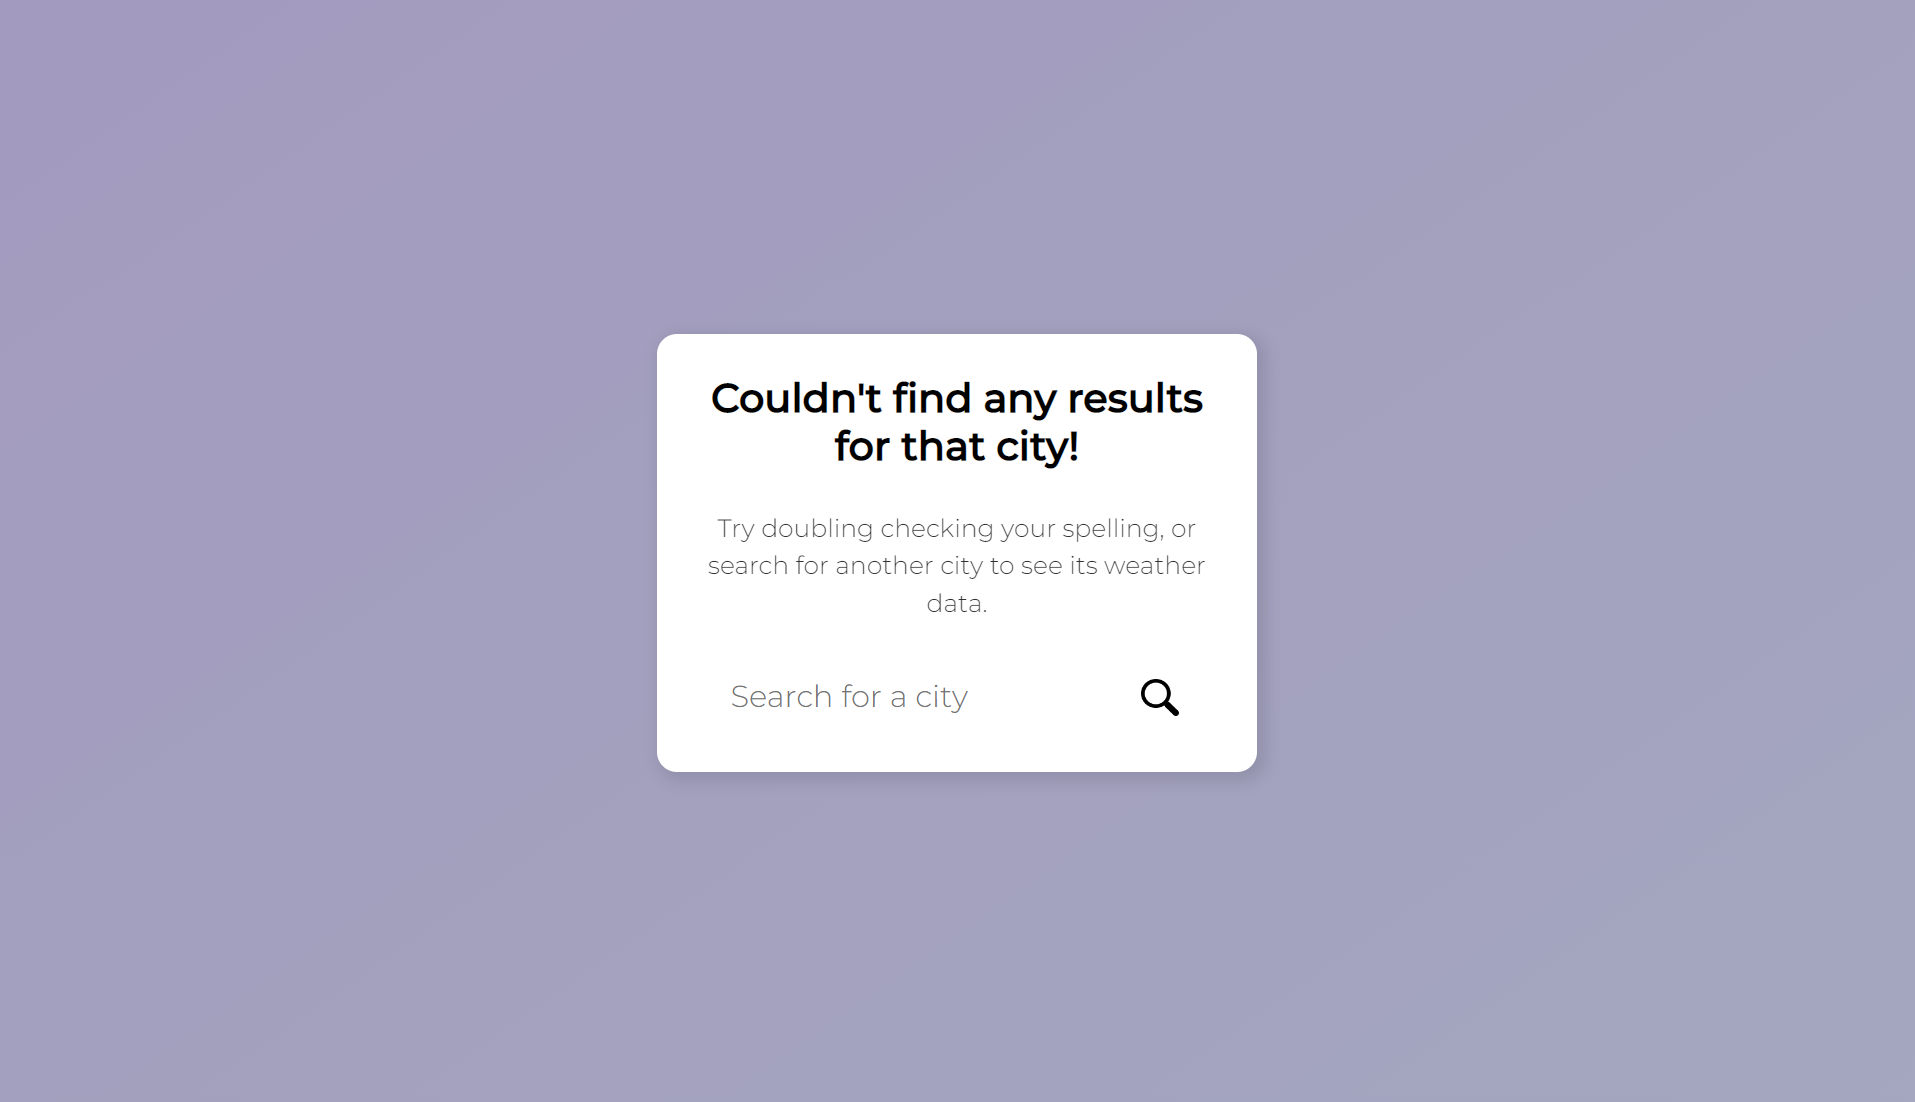 Couldn't find any results
for that city!
Try doubling checking your spelling, or
search for another city to see its weather
data.
Search for a city